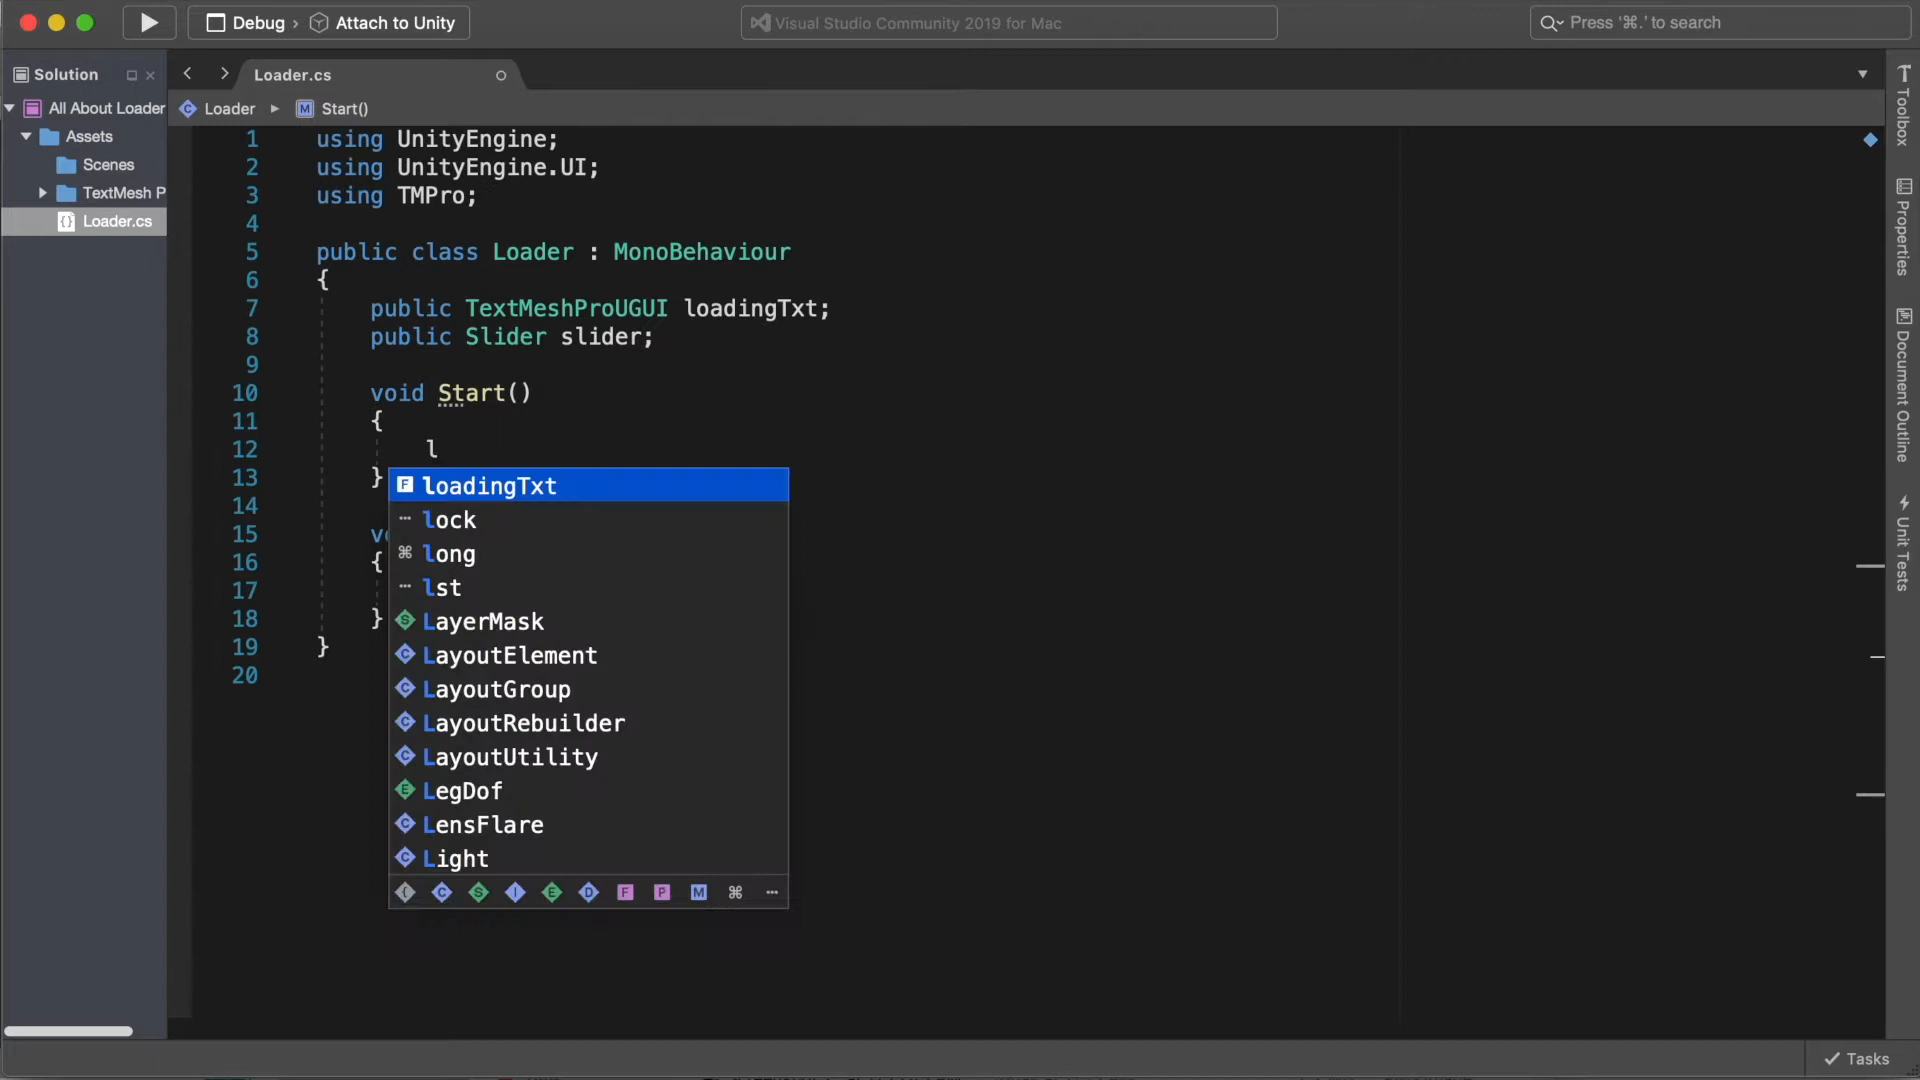 Debug › Attach to Unity
Visual Studio Community 2019 for Mac
Press '⌘.' to search
Solution
All About Loader
Assets
Scenes
TextMesh P
Loader.cs
Loader.cs
Loader ▸ Start()
1 using UnityEngine;
2 using UnityEngine.UI;
3 using TMPro;
4
5 public class Loader : MonoBehaviour
6 {
7 public TextMeshProUGUI loadingTxt;
8 public Slider slider;
9
10 void Start()
11 {
12 l
13 }
14
15 vo
16 {
17
18 }
19 }
20
F loadingTxt
lock
⌘ long
lst
S LayerMask
C LayoutElement
C LayoutGroup
C LayoutRebuilder
C LayoutUtility
E LegDof
C LensFlare
C Light
C S I E D F P M ⌘ ···
Toolbox
Properties
Document Outline
Unit Tests
Tasks